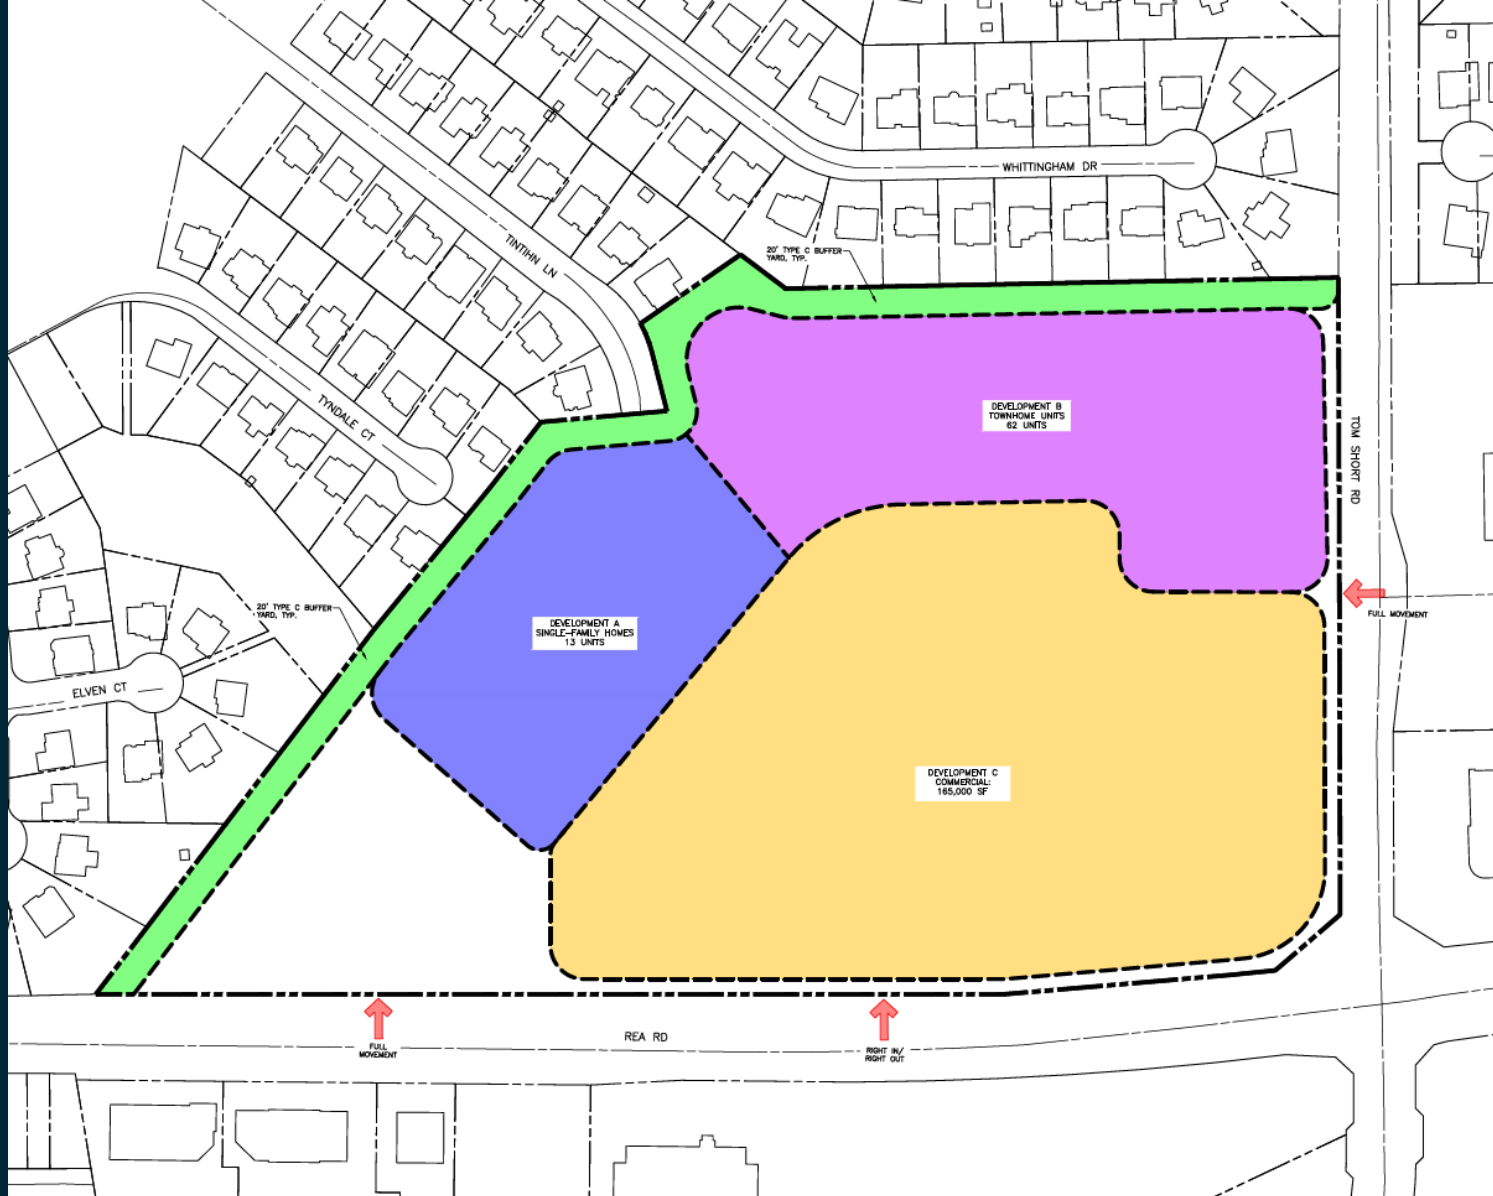 WHITTINGHAM DR
TINTIHN LN
20' TYPE C BUFFER
YARD, TYP.
TYNDALE CT
DEVELOPMENT B
TOWNHOME UNITS
62 UNITS
TOM SHORT RD
20' TYPE C BUFFER
YARD, TYP.
DEVELOPMENT A
SINGLE-FAMILY HOMES
13 UNITS
FULL MOVEMENT
ELVEN CT
DEVELOPMENT C
COMMERCIAL:
165,000 SF
REA RD
FULL
MOVEMENT
RIGHT IN/
RIGHT OUT